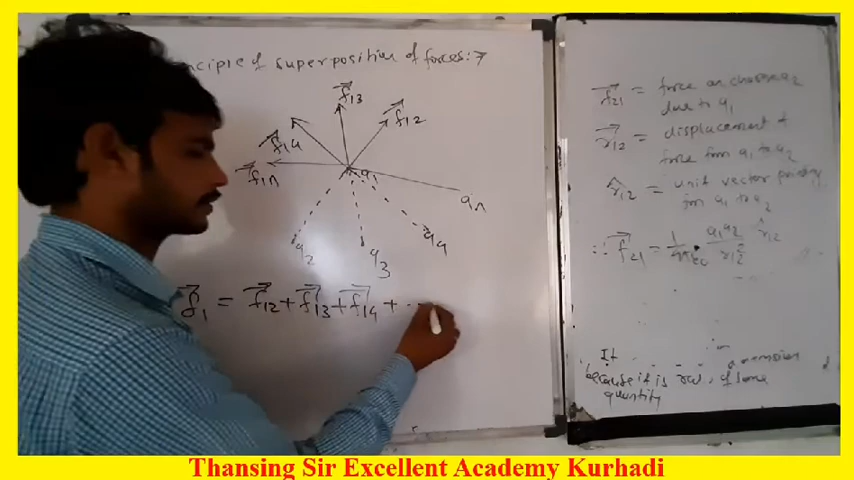 nciple of superposition of forces:→
f13
f12
f14
f1n
q1
qn
q2
q3
q4
f1 = f12 + f13 + f14 + ...
f21 = force on charge q2
due to q1
r12 = displacement of
force from q1 to q2
r̂12 = unit vector pointing
from q1 to q2
∴ f21 = 1/4πε0 q1q2/r12² r̂12
It
because it is of some
quantity
Thansing Sir Excellent Academy Kurhadi